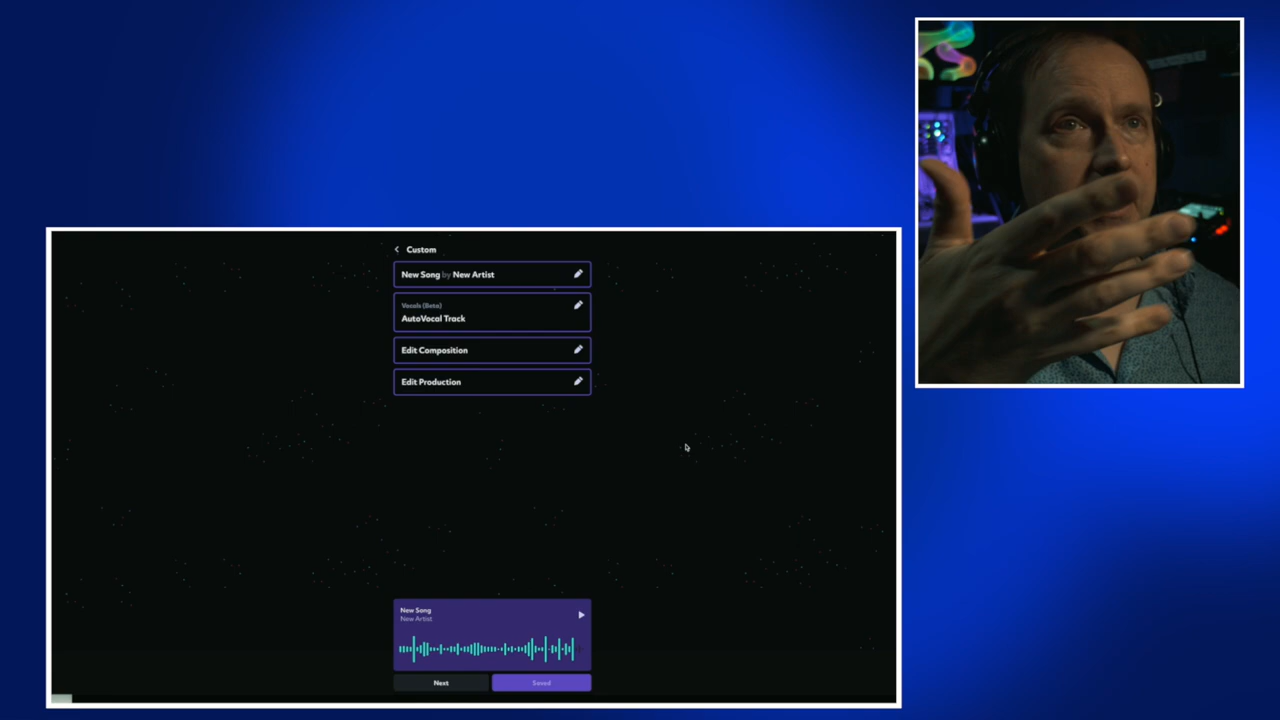 Custom
New Song by New Artist
Vocals (Beta)
AutoVocal Track
Edit Composition
Edit Production
New Song
New Artist
Next
Saved